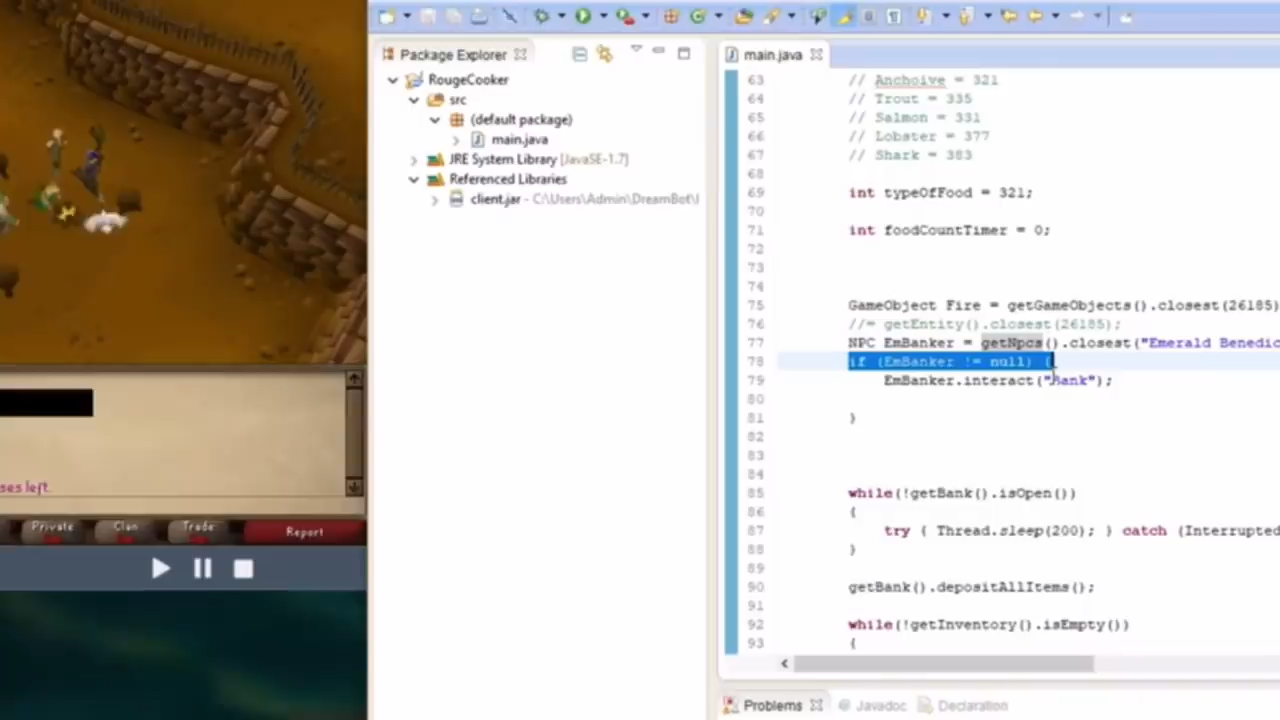 ses left.
Private
Clan
Trade
Report
Package Explorer
RougeCooker
src
(default package)
main.java
JRE System Library [JavaSE-1.7]
Referenced Libraries
client.jar - C:\Users\Admin\DreamBot\
main.java
63 // Anchoive = 321
64 // Trout = 335
65 // Salmon = 331
66 // Lobster = 377
67 // Shark = 383
68
69 int typeOfFood = 321;
70
71 int foodCountTimer = 0;
72
73
74
75 GameObject Fire = getGameObjects().closest(26185)
76 //= getEntity().closest(26185);
77 NPC EmBanker = getNpcs().closest("Emerald Benedic
78 if (EmBanker != null) {
79 EmBanker.interact("Bank");
80
81 }
82
83
84
85 while(!getBank().isOpen())
86 {
87 try { Thread.sleep(200); } catch (Interrupted
88 }
89
90 getBank().depositAllItems();
91
92 while(!getInventory().isEmpty())
93 {
Problems
Javadoc
Declaration